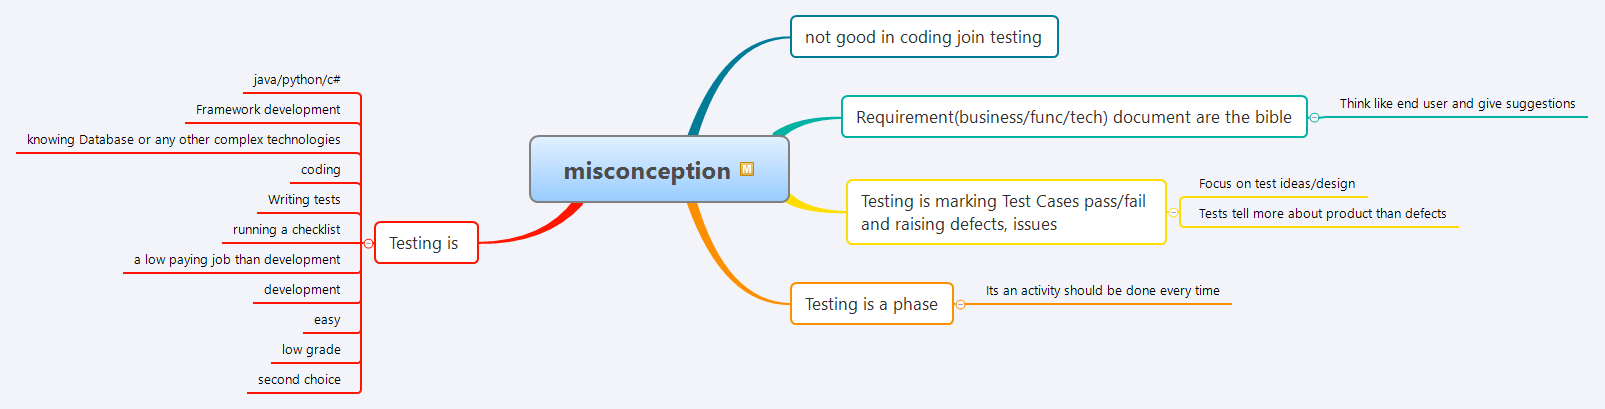 misconception
M
not good in coding join testing
Requirement(business/func/tech) document are the bible
Think like end user and give suggestions
Testing is marking Test Cases pass/fail
and raising defects, issues
Focus on test ideas/design
Tests tell more about product than defects
Testing is a phase
Its an activity should be done every time
Testing is
java/python/c#
Framework development
knowing Database or any other complex technologies
coding
Writing tests
running a checklist
a low paying job than development
development
easy
low grade
second choice